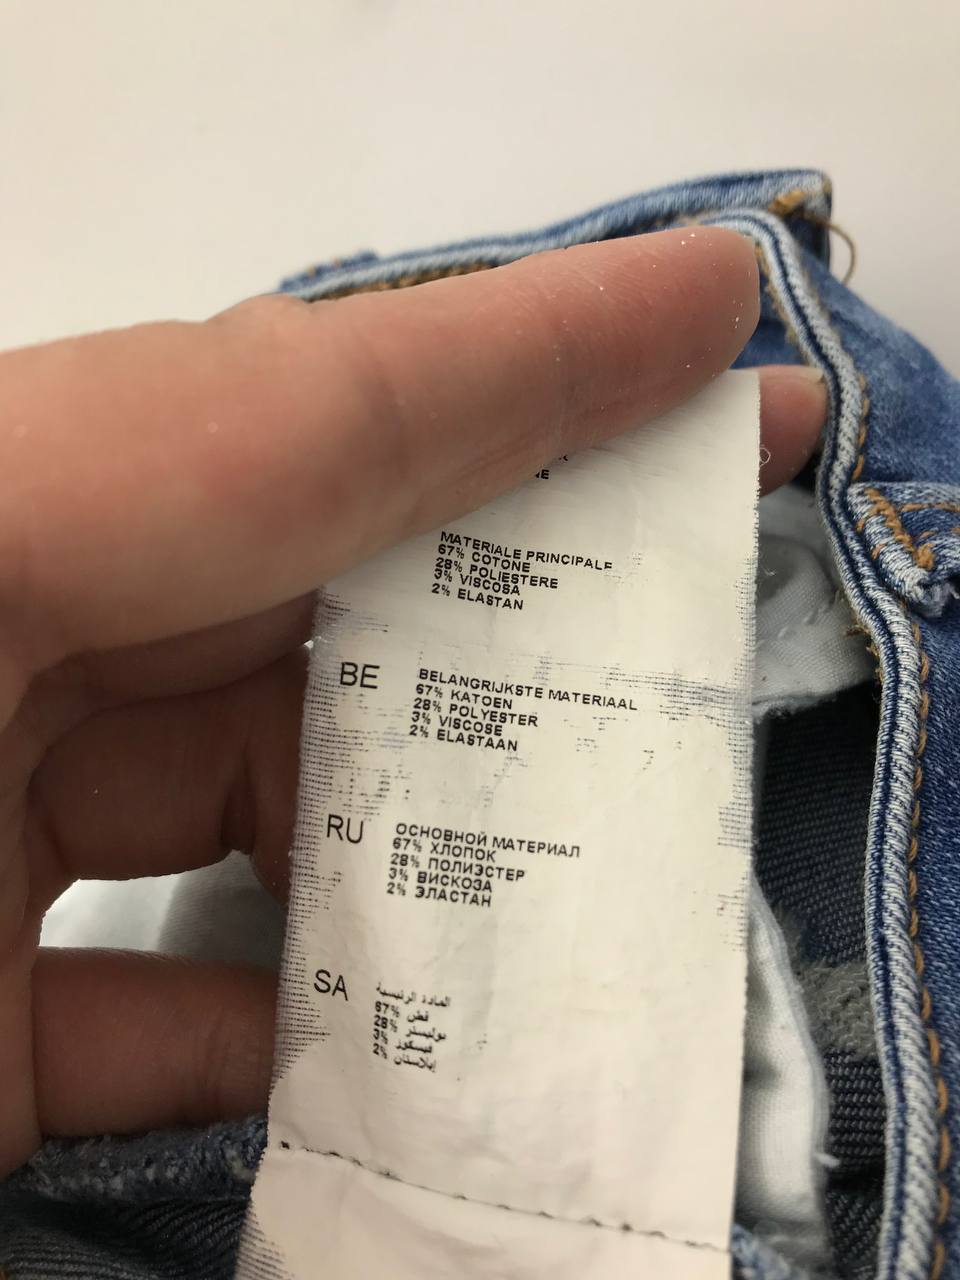 MATERIALE PRINCIPALE
67% COTONE
28% POLIESTERE
3% VISCOSA
2% ELASTAN
BE
BELANGRIJKSTE MATERIAAL
67% KATOEN
28% POLYESTER
3% VISCOSE
2% ELASTAAN
RU
ОСНОВНОЙ МАТЕРИАЛ
67% ХЛОПОК
28% ПОЛИЭСТЕР
3% ВИСКОЗА
2% ЭЛАСТАН
SA
المادة الرئيسية
67% قطن
28% بوليستر
3% فيسكوز
2% إيلاستان